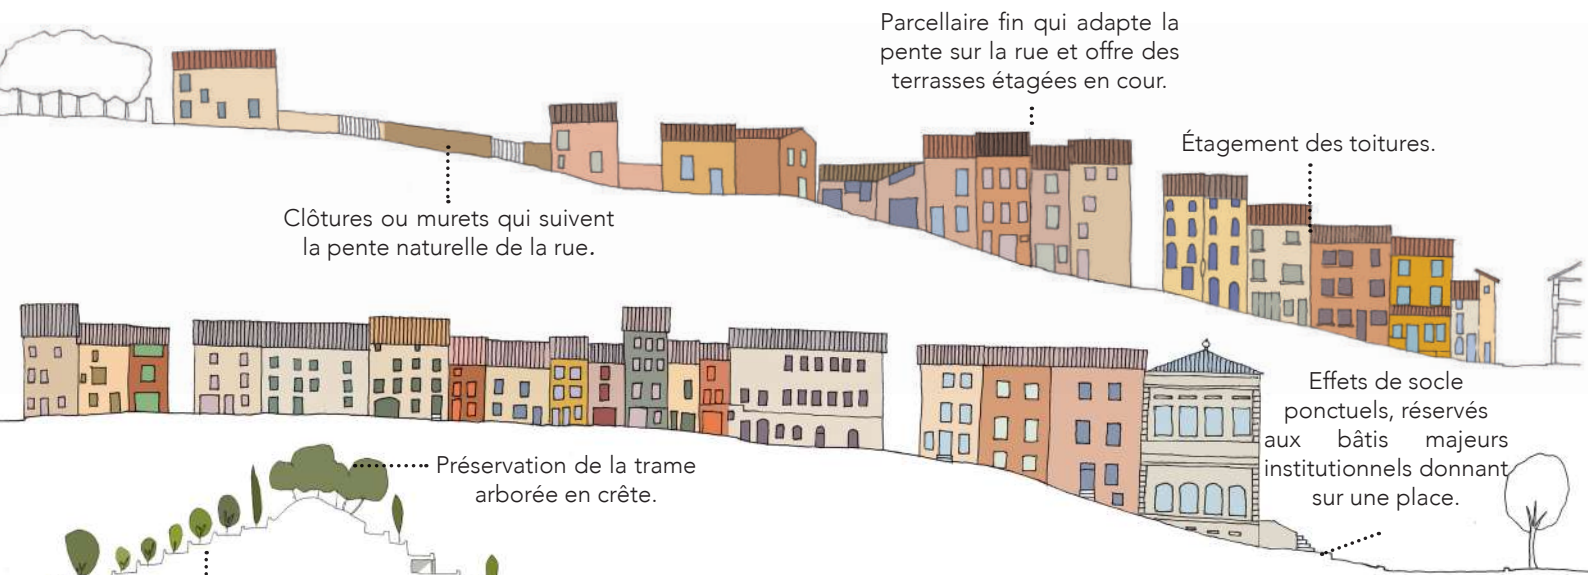 Parcellaire fin qui adapte la
pente sur la rue et offre des
terrasses étagées en cour.
Étagement des toitures.
Clôtures ou murets qui suivent
la pente naturelle de la rue.
Effets de socle
ponctuels, réservés
aux bâtis majeurs
institutionnels donnant
sur une place.
Préservation de la trame
arborée en crête.